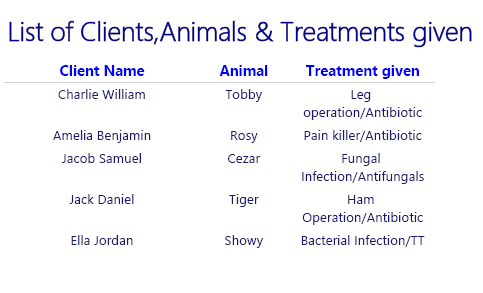 List of Clients,Animals & Treatments given
Client Name Animal Treatment given
Charlie William Tobby Leg
operation/Antibiotic
Amelia Benjamin Rosy Pain killer/Antibiotic
Jacob Samuel Cezar Fungal
Infection/Antifungals
Jack Daniel Tiger Ham
Operation/Antibiotic
Ella Jordan Showy Bacterial Infection/TT